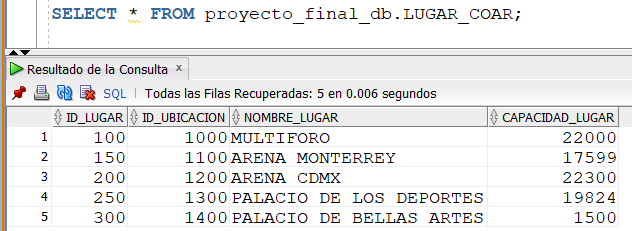 SELECT * FROM proyecto_final_db.LUGAR_COAR;
Resultado de la Consulta x
SQL | Todas las Filas Recuperadas: 5 en 0.006 segundos
ID_LUGAR ID_UBICACION NOMBRE_LUGAR CAPACIDAD_LUGAR
1 100 1000 MULTIFORO 22000
2 150 1100 ARENA MONTERREY 17599
3 200 1200 ARENA CDMX 22300
4 250 1300 PALACIO DE LOS DEPORTES 19824
5 300 1400 PALACIO DE BELLAS ARTES 1500